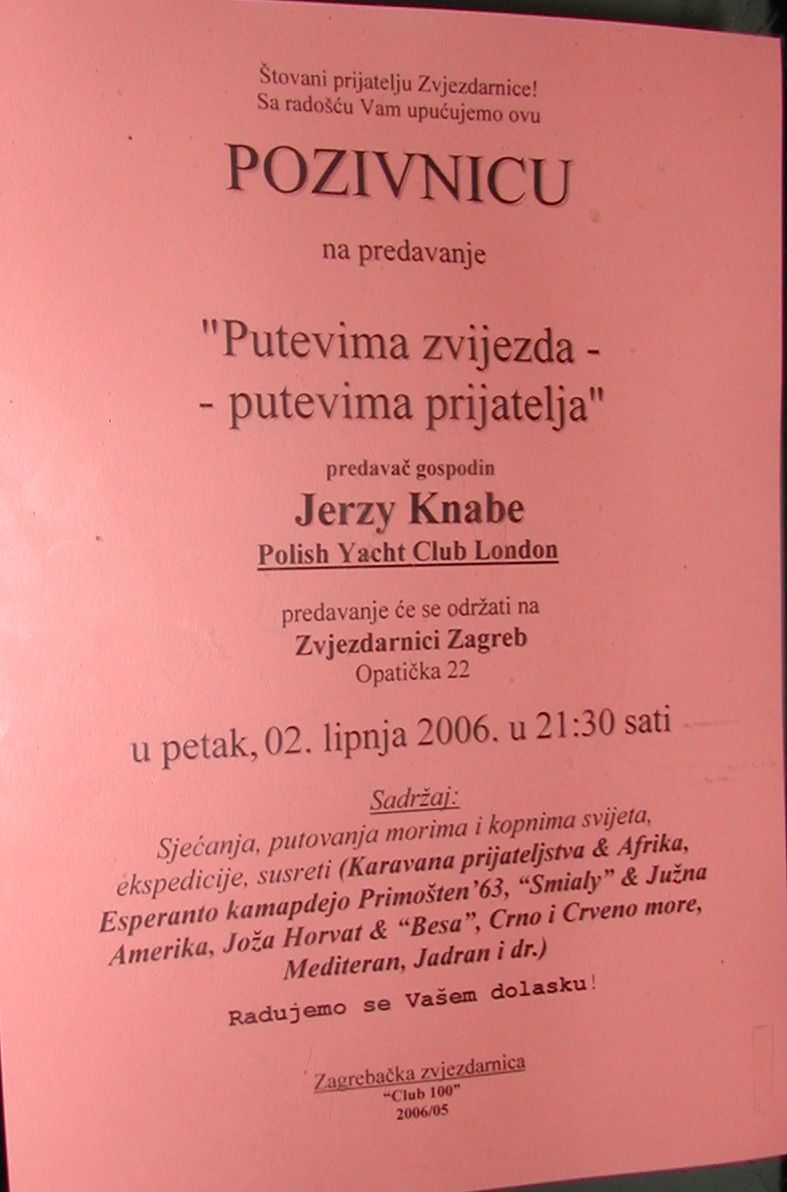 Štovani prijatelju Zvjezdarnice!
Sa radošću Vam upućujemo ovu
POZIVNICU
na predavanje
"Putevima zvijezda -
- putevima prijatelja"
predavač gospodin
Jerzy Knabe
Polish Yacht Club London
predavanje će se održati na
Zvjezdarnici Zagreb
Opatička 22
u petak, 02. lipnja 2006. u 21:30 sati
Sadržaj:
Sjećanja, putovanja morima i kopnima svijeta,
ekspedicije, susreti (Karavana prijateljstva & Afrika,
Esperanto kamapdejo Primošten'63, “Smialy” & Južna
Amerika, Joža Horvat & “Besa”, Crno i Crveno more,
Mediteran, Jadran i dr.)
Radujemo se Vašem dolasku!
Zagrebačka zvjezdarnica
“Club 100”
2006/05